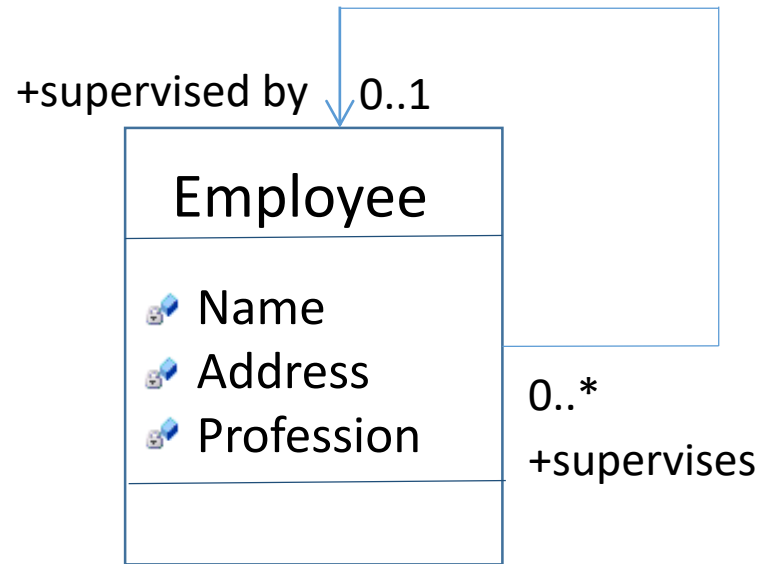 +supervised by 0..1
Employee
Name
Address
Profession
0..*
+supervises